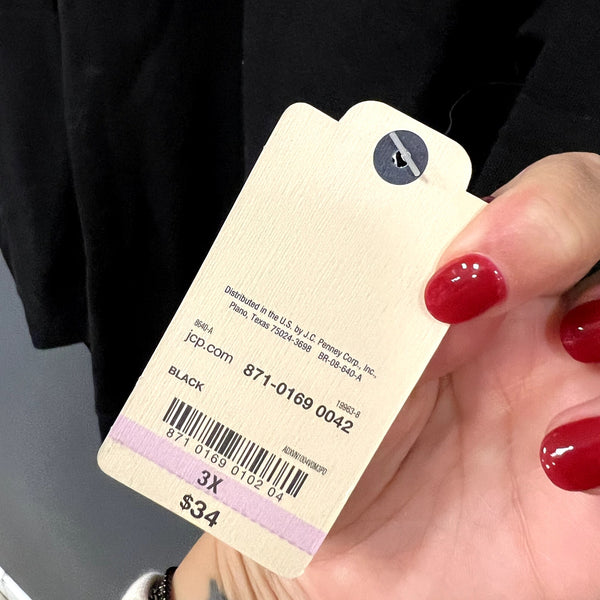 Distributed in the U.S. by J.C. Penney Corp., Inc.,
Plano, Texas 75024-3698 BR-08-640-A
8640-A
jcp.com 871-0169 0042
T9963-8
BLACK
871 0169 0102 04
3X
$34